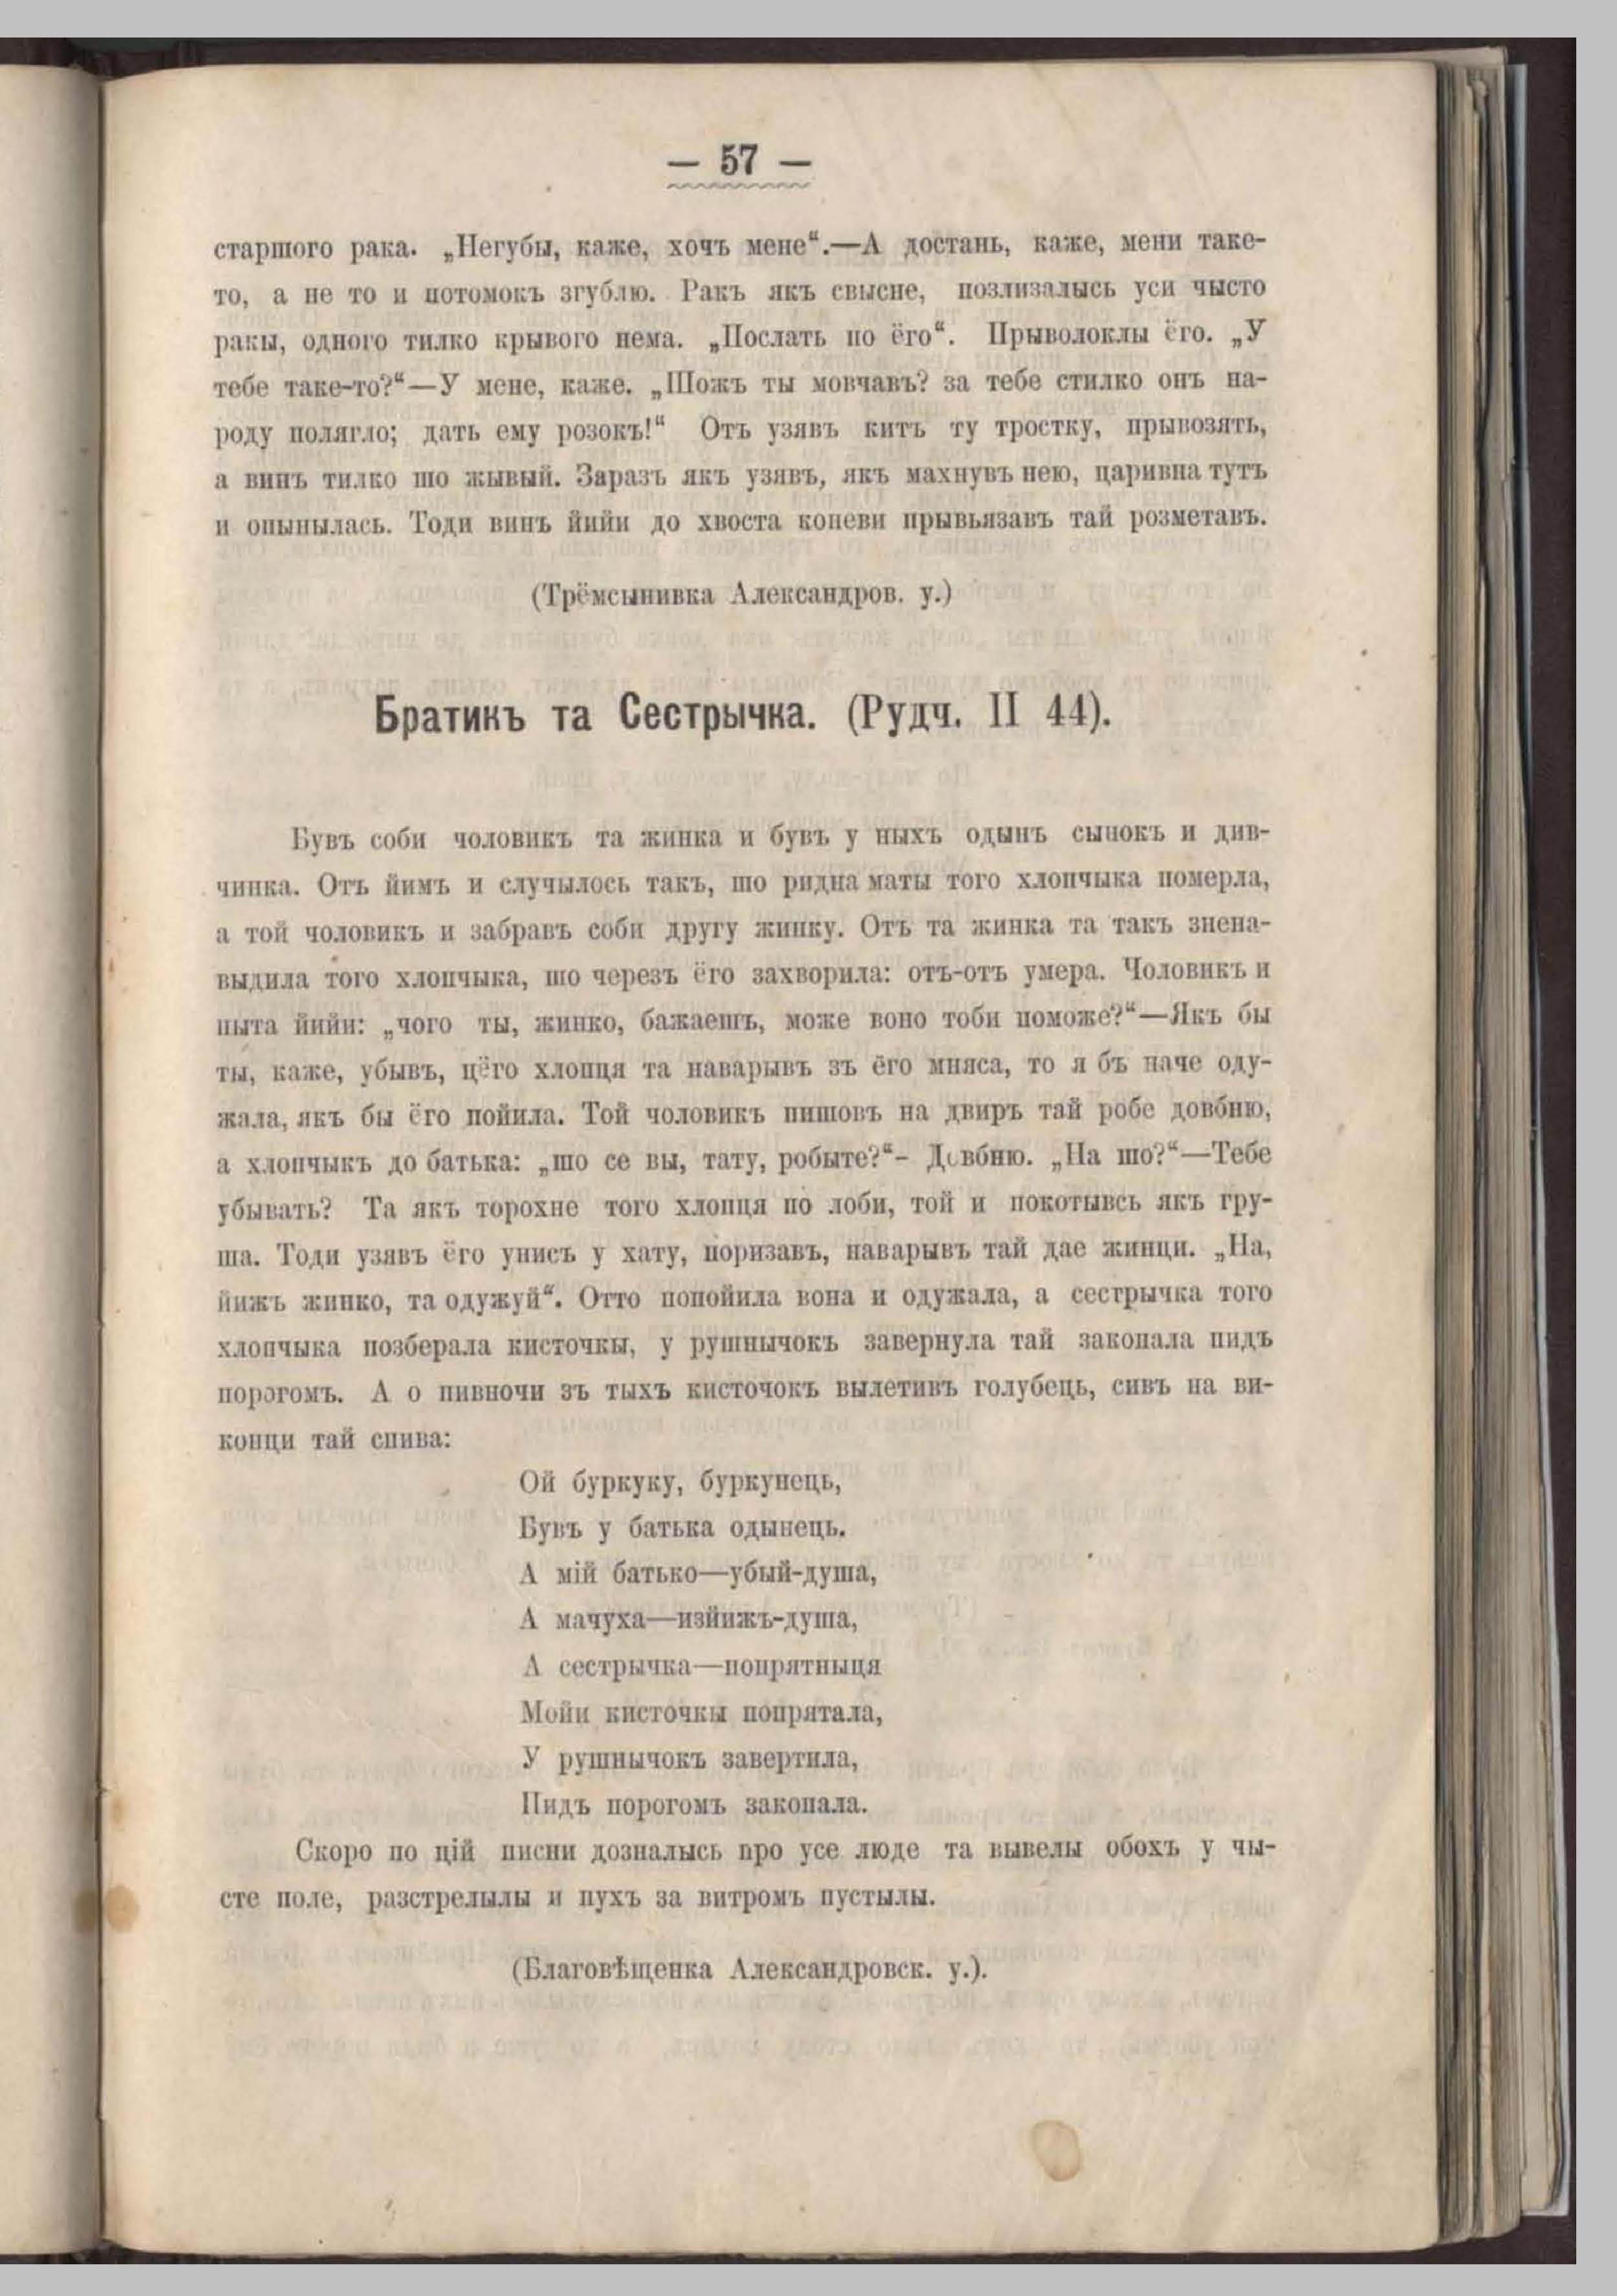 — 57 —
старшого рака. „Негубы, каже, хочъ мене“.—А достань, каже, мени таке-
то, а не то и потомокъ згублю. Ракъ якъ свысне, позлизалысь уси чысто
ракы, одного тилко крывого нема. „Послать по ёго“. Прыволоклы ёго. „У
тебе таке-то?“—У мене, каже. „Шожъ ты мовчавъ? за тебе стилко онъ на-
роду полягло; дать ему розокъ!“ Отъ узявъ китъ ту тростку, прывозять,
а винъ тилко шо жывый. Заразъ якъ узявъ, якъ махнувъ нею, царивна тутъ
и опынылась. Тоди винъ йийи до хвоста коневи прывьязавъ тай розметавъ.
(Трёмсынивка Александров. у.)
Братикъ та Сестрычка. (Рудч. II 44).
Бувъ соби чоловикъ та жинка и бувъ у ныхъ одынъ сынокъ и див-
чинка. Отъ йимъ и случылось такъ, шо ридна маты того хлопчыка померла,
а той чоловикъ и забравъ соби другу жинку. Отъ та жинка та такъ знена-
выдила того хлопчыка, шо черезъ ёго захворила: отъ-отъ умера. Чоловикъ и
пыта йийи: „чого ты, жинко, бажаешъ, може воно тоби поможе?“—Якъ бы
ты, каже, убывъ, цёго хлопця та наварывъ зъ ёго мняса, то я бъ наче оду-
жала, якъ бы ёго пойила. Той чоловикъ пишовъ на двиръ тай робе довбню,
а хлопчыкъ до батька: „шо се вы, тату, робыте?“- Довбню. „На шо?“—Тебе
убывать? Та якъ торохне того хлопця по лоби, той и покотывсь якъ гру-
ша. Тоди узявъ ёго унисъ у хату, поризавъ, наварывъ тай дае жинци. „На,
йижъ жинко, та одужуй“. Отто попойила вона и одужала, а сестрычка того
хлопчыка позберала кисточкы, у рушнычокъ завернула тай закопала пидъ
порогомъ. А о пивночи зъ тыхъ кисточокъ вылетивъ голубець, сивъ на ви-
конци тай спива:
Ой буркуку, буркунець,
Бувъ у батька одынець.
А мій батько—убый-душа,
А мачуха—изйижъ-душа,
А сестрычка—попрятныця
Мойи кисточкы попрятала,
У рушнычокъ завертила,
Пидъ порогомъ закопала.
Скоро по цій писни дозналысь про усе люде та вывелы обохъ у чы-
сте поле, разстрелылы и пухъ за витромъ пустылы.
(Благовѣщенка Александровск. у.).